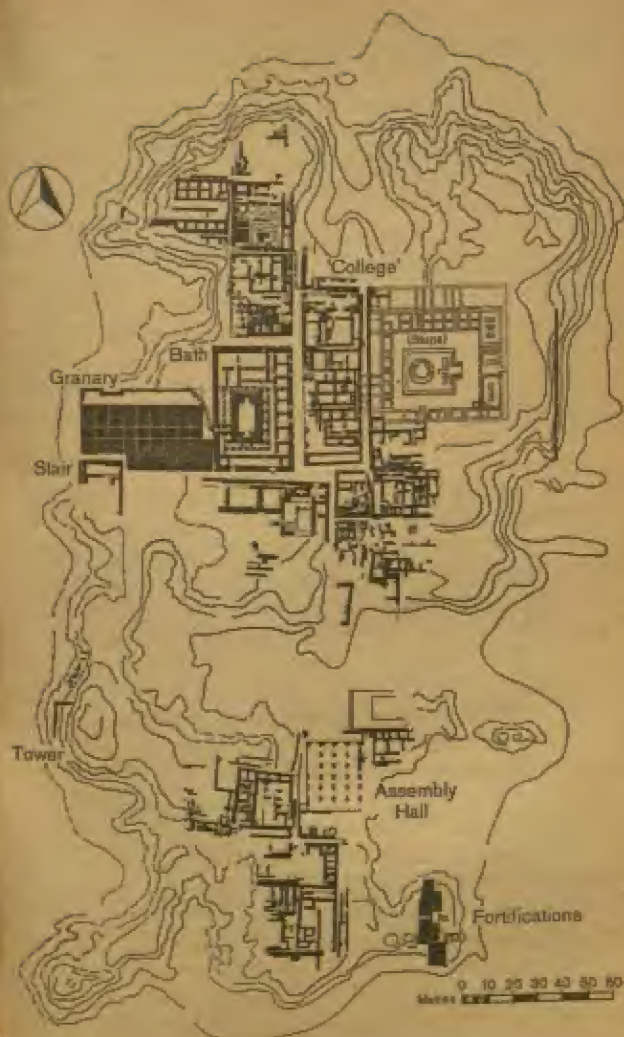 'College'
(Stupa)
Bath
Granary
Stair
Tower
Assembly
Hall
Fortifications
0 10 20 30 40 50 60
Metres